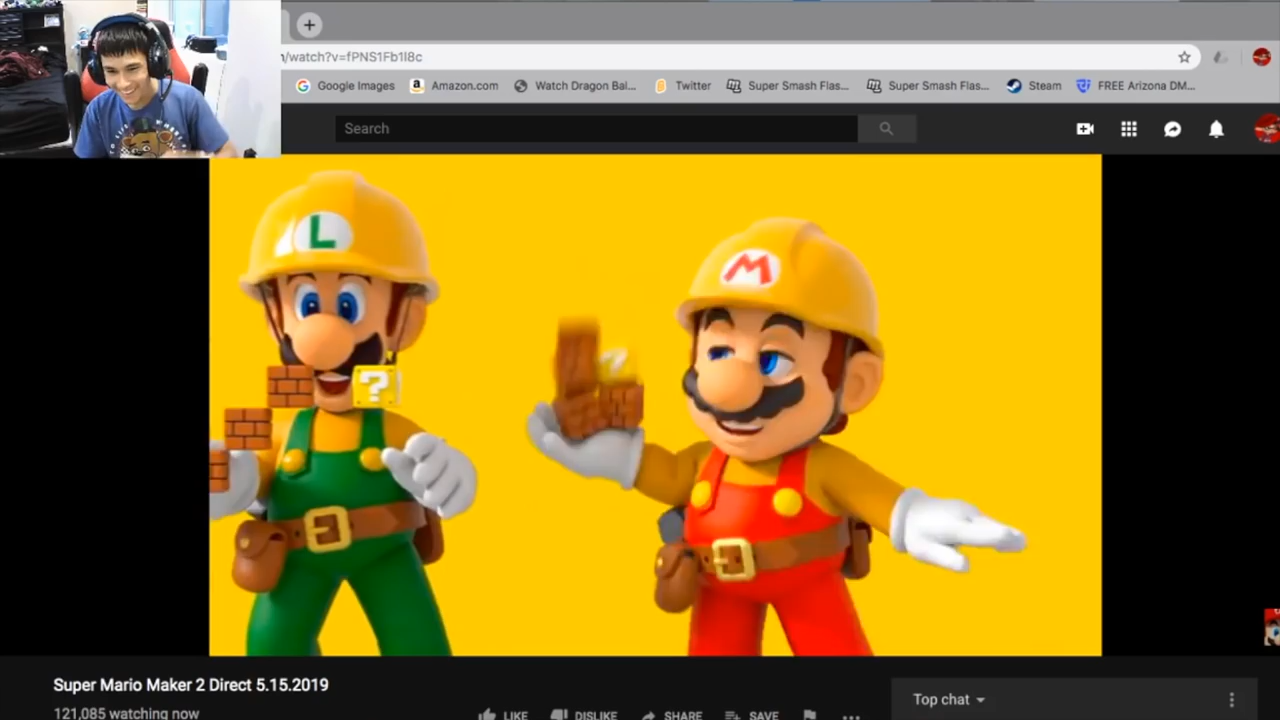 /watch?v=fPNS1Fb1l8c
Google Images
Amazon.com
Watch Dragon Bal...
Twitter
Super Smash Flas...
Super Smash Flas...
Steam
FREE Arizona DM...
Search
L
M
?
?
Super Mario Maker 2 Direct 5.15.2019
121,085 watching now
LIKE
DISLIKE
SHARE
SAVE
Top chat